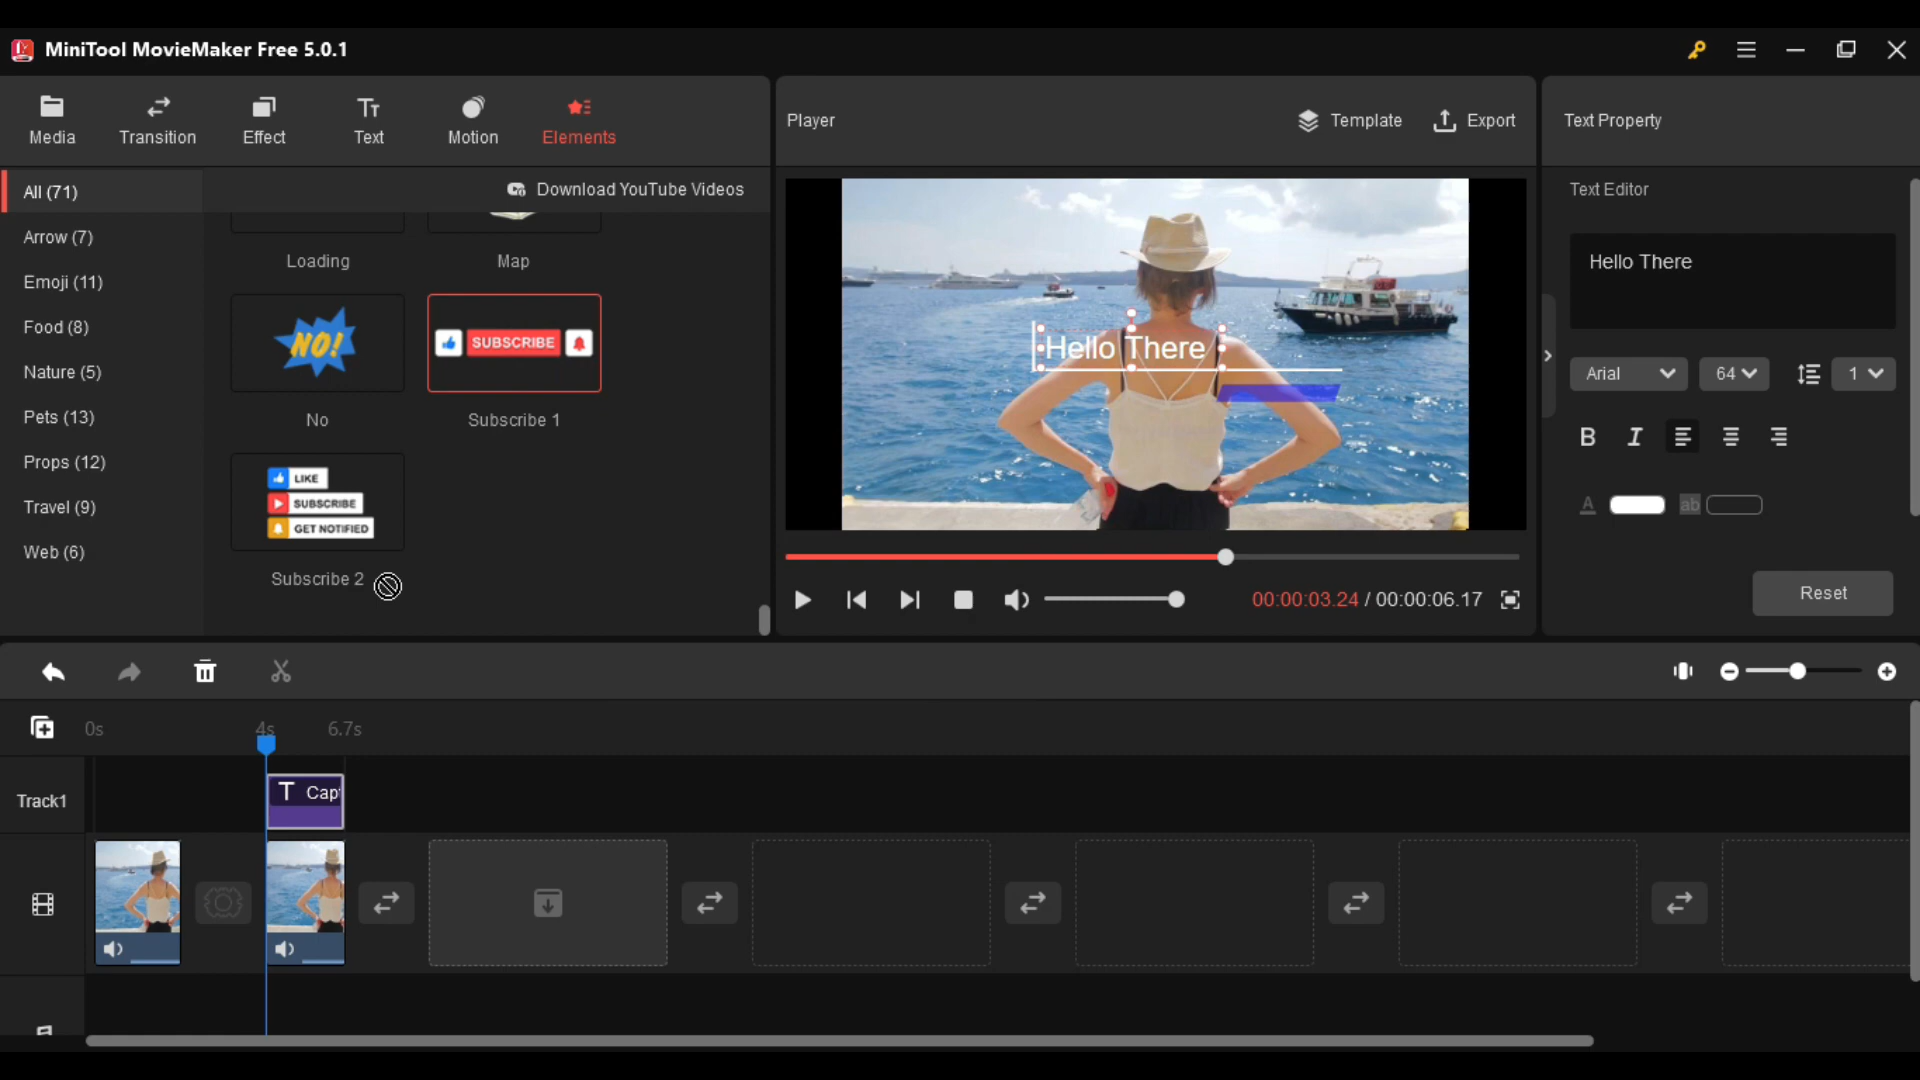 MiniTool MovieMaker Free 5.0.1
Media
Transition
Effect
Text
Motion
Elements
Player
Template
Export
Text Property
All (71)
Arrow (7)
Emoji (11)
Food (8)
Nature (5)
Pets (13)
Props (12)
Travel (9)
Web (6)
Download YouTube Videos
Loading
Map
NO!
SUBSCRIBE
No
Subscribe 1
LIKE
SUBSCRIBE
GET NOTIFIED
Subscribe 2
Hello There
00:00:03.24 / 00:00:06.17
Text Editor
Hello There
Arial
64
1
B
I
A
ab
Reset
0s
4s
6.7s
Track1
T Cap